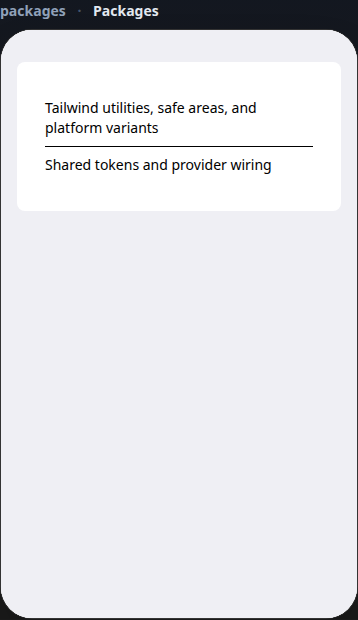 packages · Packages
Tailwind utilities, safe areas, and
platform variants
Shared tokens and provider wiring